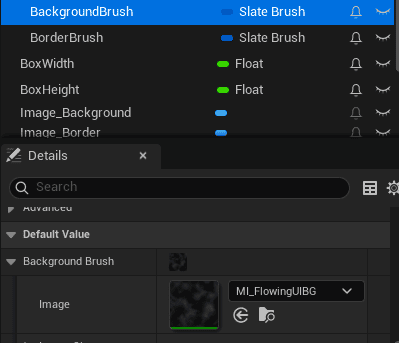 BackgroundBrush Slate Brush
BorderBrush Slate Brush
BoxWidth Float
BoxHeight Float
Image_Background
Image_Border
Details
Search
Advanced
Default Value
Background Brush
Image MI_FlowingUIBG